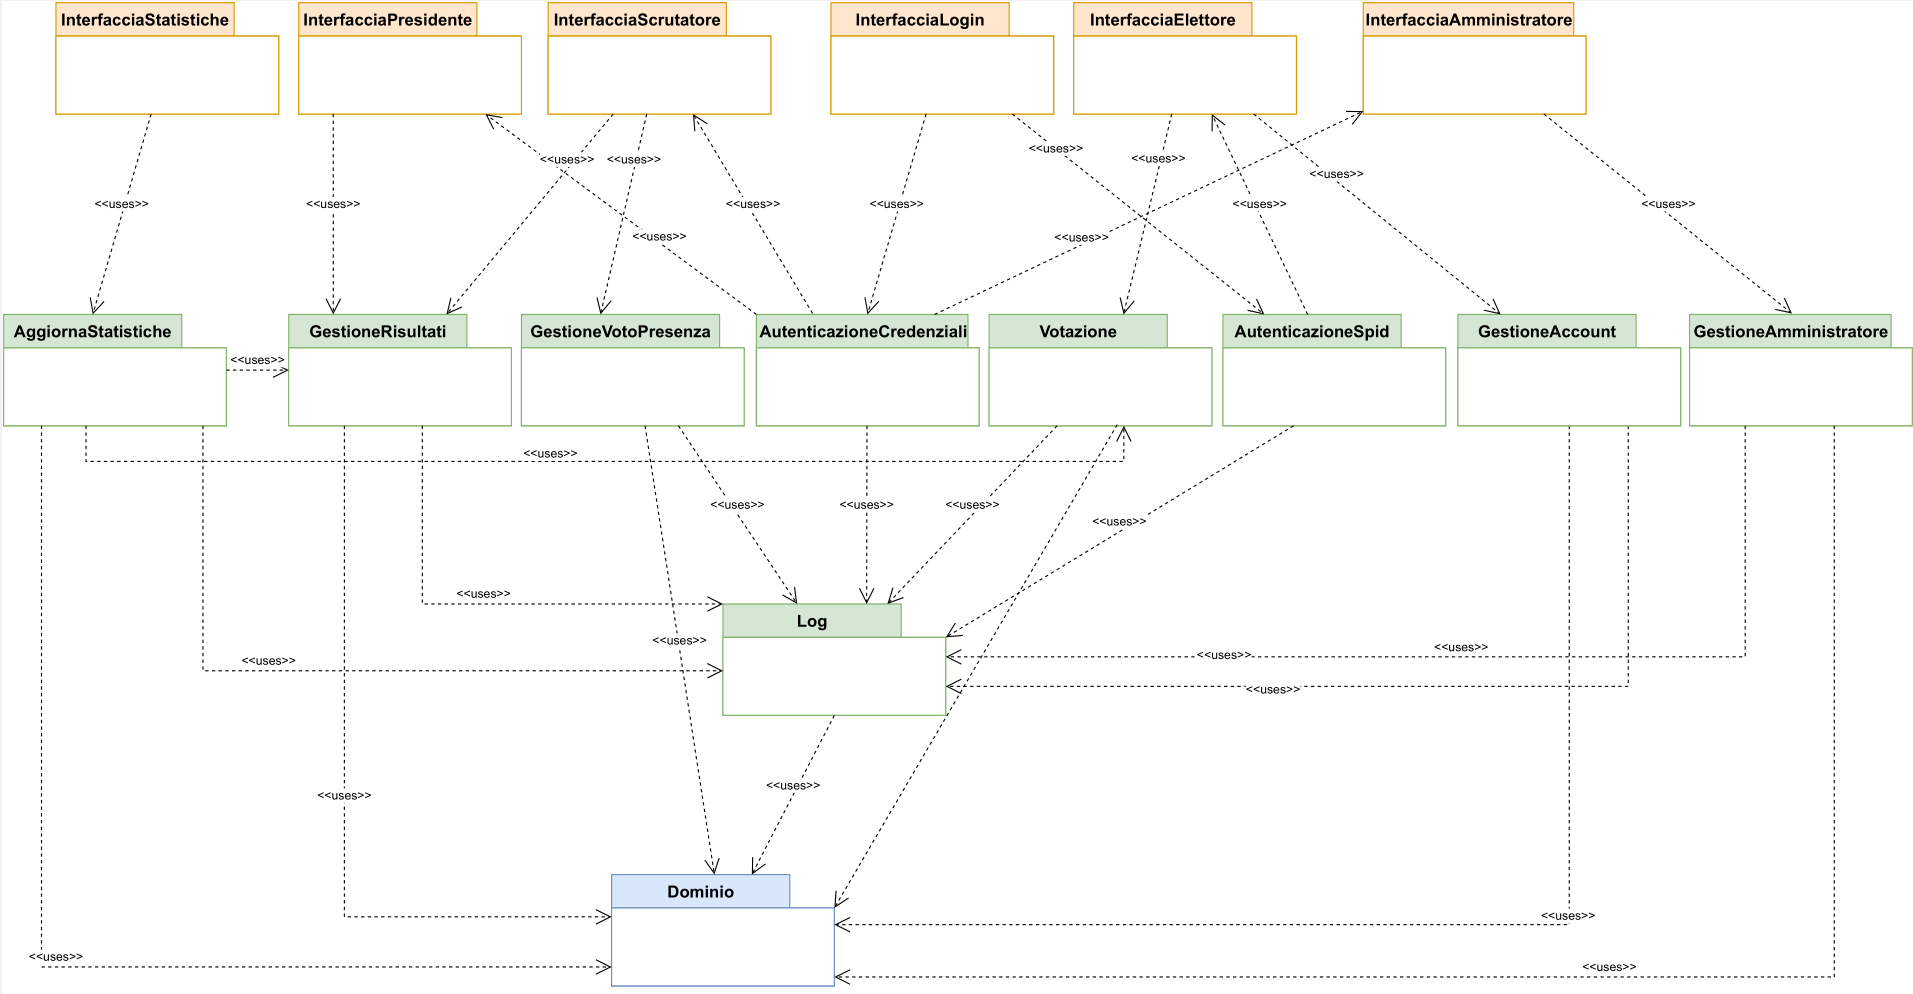 InterfacciaStatistiche
InterfacciaPresidente
InterfacciaScrutatore
InterfacciaLogin
InterfacciaElettore
InterfacciaAmministratore
<<uses>>
<<uses>>
<<uses>>
<<uses>>
<<uses>>
<<uses>>
<<uses>>
<<uses>>
<<uses>>
<<uses>>
<<uses>>
<<uses>>
<<uses>>
AggiornaStatistiche
GestioneRisultati
GestioneVotoPresenza
AutenticazioneCredenziali
Votazione
AutenticazioneSpid
GestioneAccount
GestioneAmministratore
<<uses>>
<<uses>>
<<uses>>
<<uses>>
<<uses>>
<<uses>>
<<uses>>
Log
<<uses>>
<<uses>>
<<uses>>
<<uses>>
<<uses>>
<<uses>>
<<uses>>
Dominio
<<uses>>
<<uses>>
<<uses>>